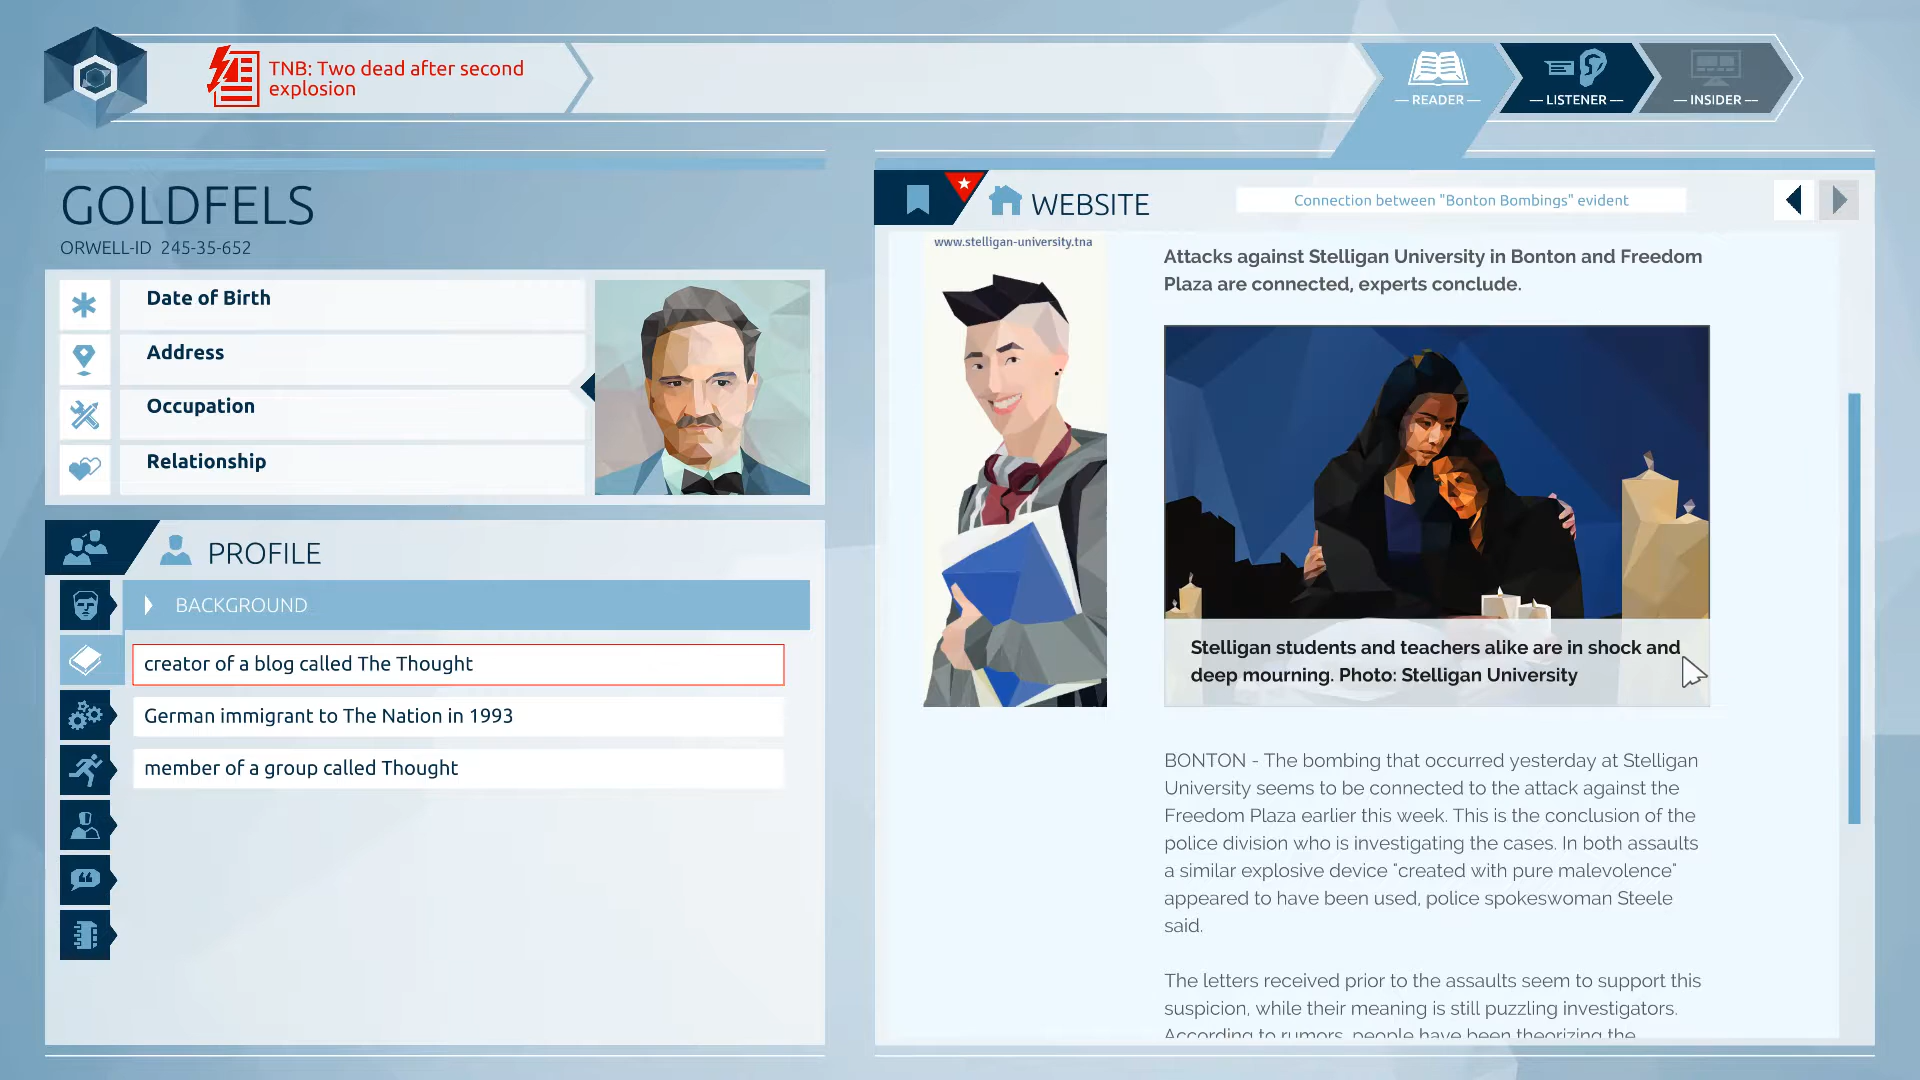 TNB: Two dead after second
explosion
READER
LISTENER
INSIDER
GOLDFELS
ORWELL-ID 245-35-652
Date of Birth
Address
Occupation
Relationship
PROFILE
BACKGROUND
creator of a blog called The Thought
German immigrant to The Nation in 1993
member of a group called Thought
WEBSITE
Connection between "Bonton Bombings" evident
www.stelligan-university.tna
Attacks against Stelligan University in Bonton and Freedom
Plaza are connected, experts conclude.
Stelligan students and teachers alike are in shock and
deep mourning. Photo: Stelligan University
BONTON - The bombing that occurred yesterday at Stelligan
University seems to be connected to the attack against the
Freedom Plaza earlier this week. This is the conclusion of the
police division who is investigating the cases. In both assaults
a similar explosive device "created with pure malevolence"
appeared to have been used, police spokeswoman Steele
said.
The letters received prior to the assaults seem to support this
suspicion, while their meaning is still puzzling investigators.
According to rumors, people have been theorizing the